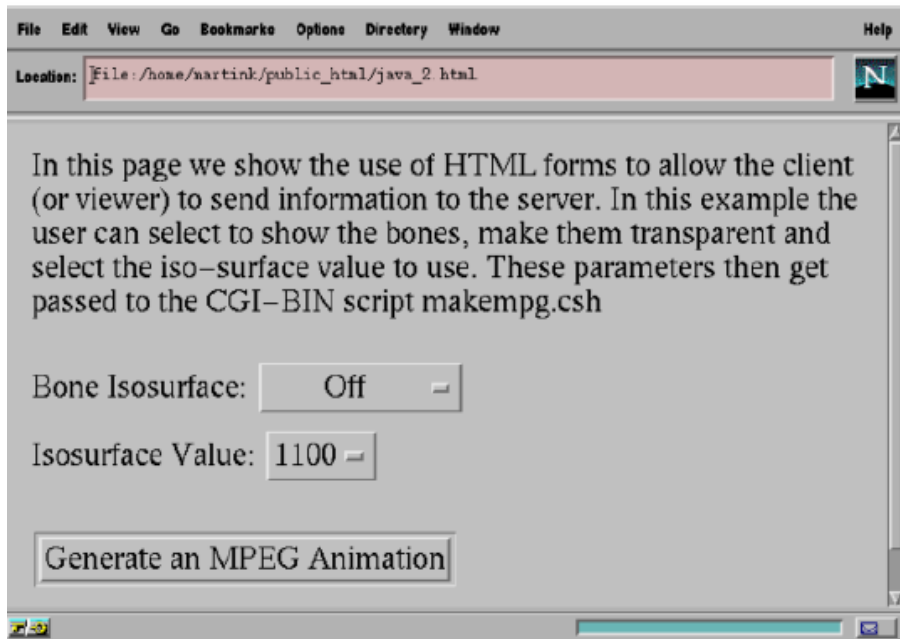 File Edit View Go Bookmarks Options Directory Window Help
Location: file:/home/martink/public_html/java_2.html
N
In this page we show the use of HTML forms to allow the client
(or viewer) to send information to the server. In this example the
user can select to show the bones, make them transparent and
select the iso-surface value to use. These parameters then get
passed to the CGI-BIN script makempg.csh
Bone Isosurface: Off
Isosurface Value: 1100
Generate an MPEG Animation